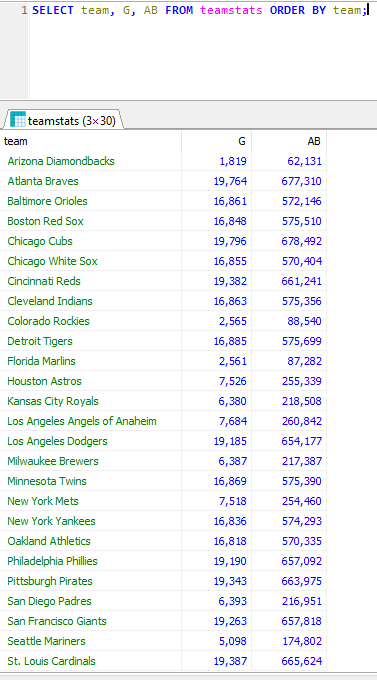 1 SELECT team, G, AB FROM teamstats ORDER BY team;
teamstats (3×30)
team G AB
Arizona Diamondbacks 1,819 62,131
Atlanta Braves 19,764 677,310
Baltimore Orioles 16,861 572,146
Boston Red Sox 16,848 575,510
Chicago Cubs 19,796 678,492
Chicago White Sox 16,855 570,404
Cincinnati Reds 19,382 661,241
Cleveland Indians 16,863 575,356
Colorado Rockies 2,565 88,540
Detroit Tigers 16,885 575,699
Florida Marlins 2,561 87,282
Houston Astros 7,526 255,339
Kansas City Royals 6,380 218,508
Los Angeles Angels of Anaheim 7,684 260,842
Los Angeles Dodgers 19,185 654,177
Milwaukee Brewers 6,387 217,387
Minnesota Twins 16,869 575,390
New York Mets 7,518 254,460
New York Yankees 16,836 574,293
Oakland Athletics 16,818 570,335
Philadelphia Phillies 19,190 657,092
Pittsburgh Pirates 19,343 663,975
San Diego Padres 6,393 216,951
San Francisco Giants 19,263 657,818
Seattle Mariners 5,098 174,802
St. Louis Cardinals 19,387 665,624